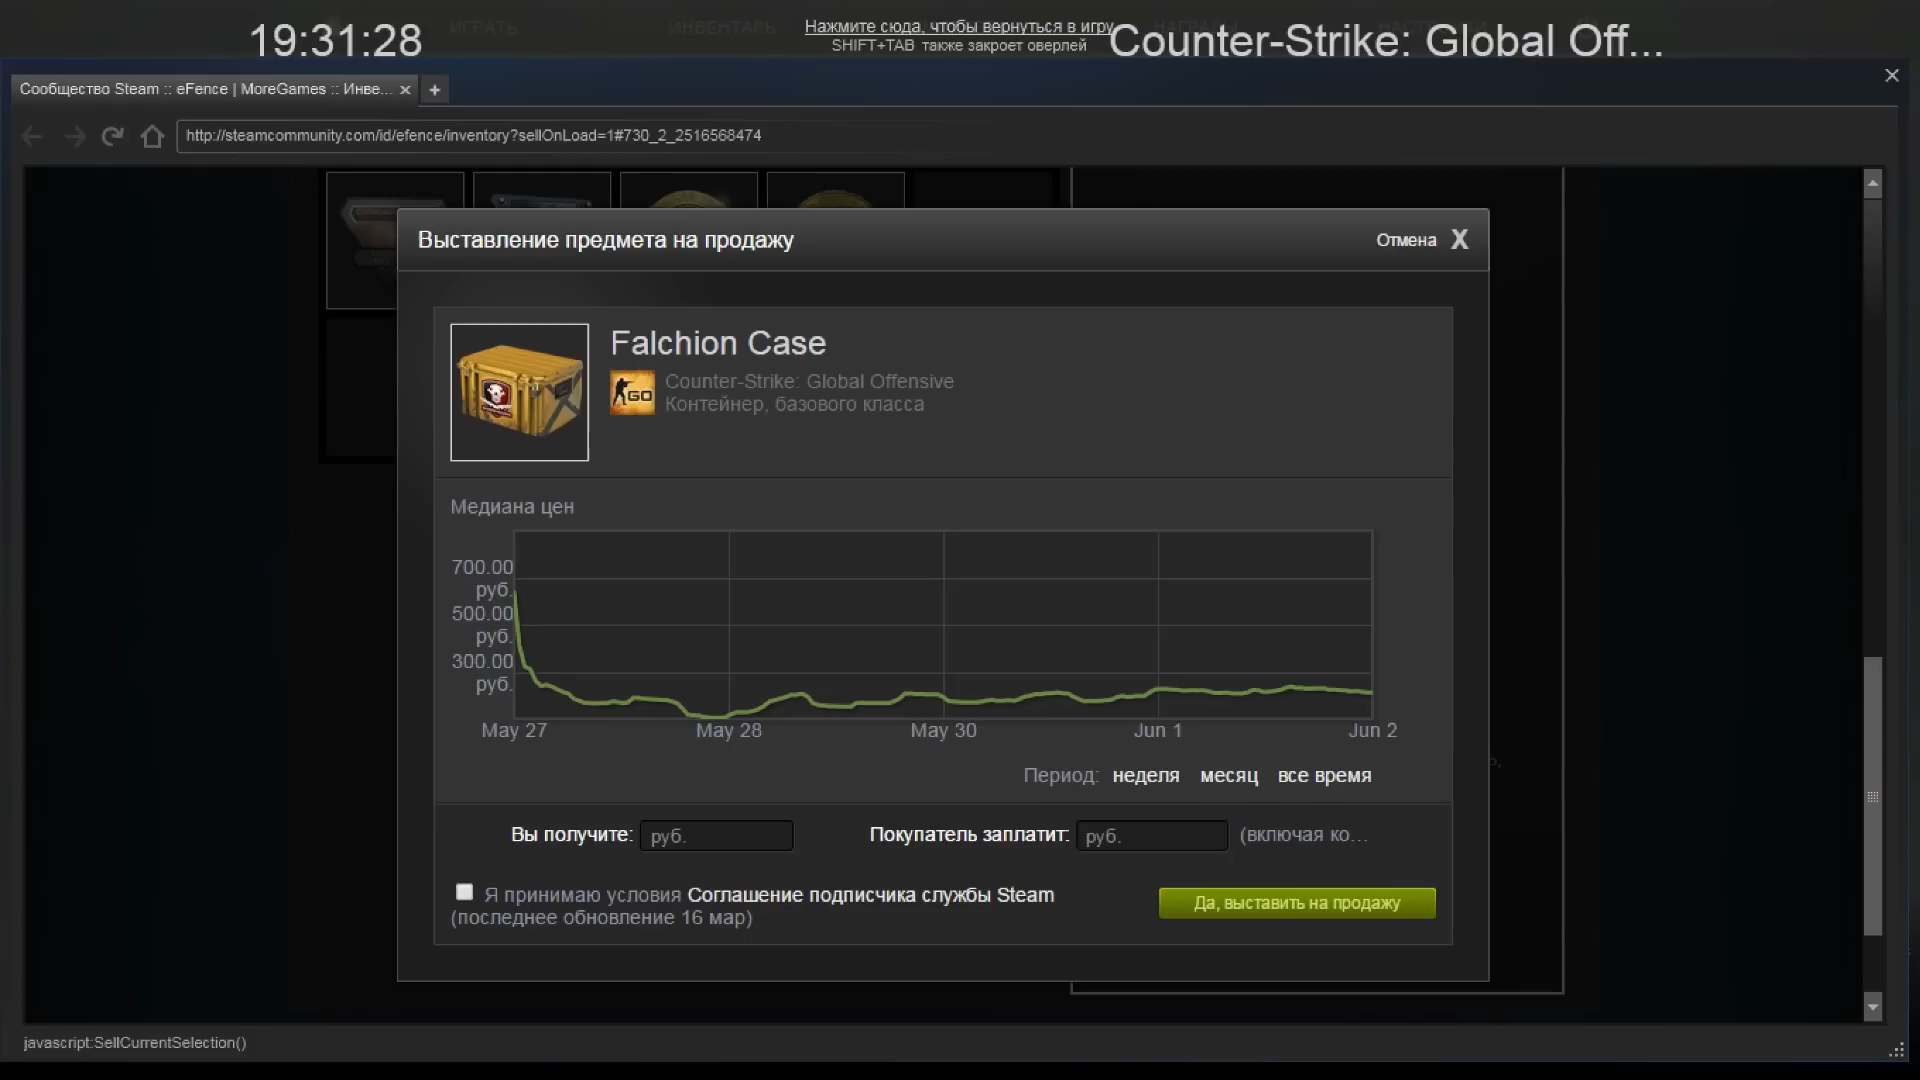 19:31:28
ИГРАТЬ
ИНВЕНТАРЬ
Нажмите сюда, чтобы вернуться в игру
SHIFT+TAB также закроет оверлей
Counter-Strike: Global Off...
Сообщество Steam :: eFence | MoreGames :: Инве...
http://steamcommunity.com/id/efence/inventory?sellOnLoad=1#730_2_2516568474
Выставление предмета на продажу
Отмена X
Falchion Case
GO
Counter-Strike: Global Offensive
Контейнер, базового класса
Медиана цен
700.00
руб.
500.00
руб.
300.00
руб.
May 27
May 28
May 30
Jun 1
Jun 2
Период: неделя месяц все время
Вы получите: руб.
Покупатель заплатит: руб. (включая ко...
Я принимаю условия Соглашение подписчика службы Steam
(последнее обновление 16 мар)
Да, выставить на продажу
javascript:SellCurrentSelection()